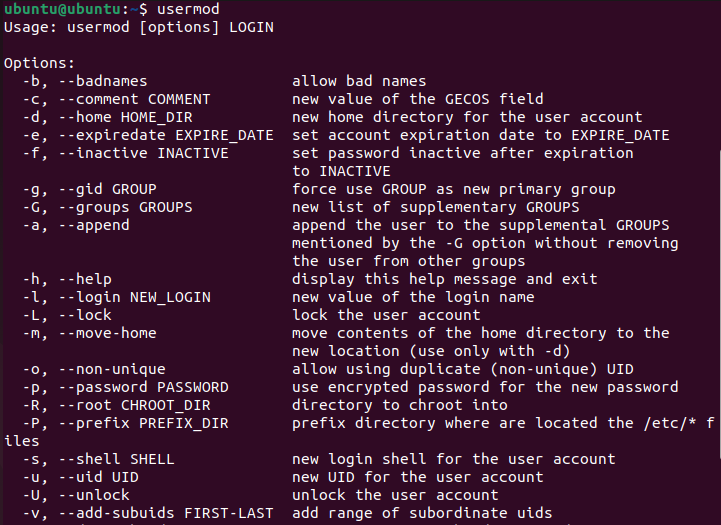 ubuntu@ubuntu:~$ usermod
Usage: usermod [options] LOGIN

Options:
  -b, --badnames                allow bad names
  -c, --comment COMMENT         new value of the GECOS field
  -d, --home HOME_DIR           new home directory for the user account
  -e, --expiredate EXPIRE_DATE  set account expiration date to EXPIRE_DATE
  -f, --inactive INACTIVE       set password inactive after expiration
                                to INACTIVE
  -g, --gid GROUP               force use GROUP as new primary group
  -G, --groups GROUPS           new list of supplementary GROUPS
  -a, --append                  append the user to the supplemental GROUPS
                                mentioned by the -G option without removing
                                the user from other groups
  -h, --help                    display this help message and exit
  -l, --login NEW_LOGIN         new value of the login name
  -L, --lock                    lock the user account
  -m, --move-home               move contents of the home directory to the
                                new location (use only with -d)
  -o, --non-unique              allow using duplicate (non-unique) UID
  -p, --password PASSWORD       use encrypted password for the new password
  -R, --root CHROOT_DIR         directory to chroot into
  -P, --prefix PREFIX_DIR       prefix directory where are located the /etc/* f
iles
  -s, --shell SHELL             new login shell for the user account
  -u, --uid UID                 new UID for the user account
  -U, --unlock                  unlock the user account
  -v, --add-subuids FIRST-LAST  add range of subordinate uids